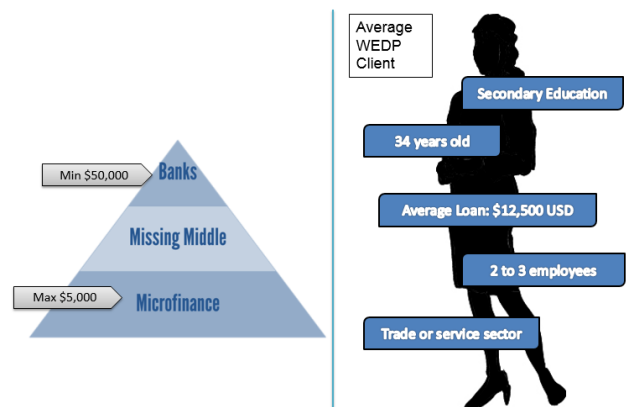 Min $50,000
Banks
Missing Middle
Max $5,000
Microfinance
Average
WEDP
Client
Secondary Education
34 years old
Average Loan: $12,500 USD
2 to 3 employees
Trade or service sector